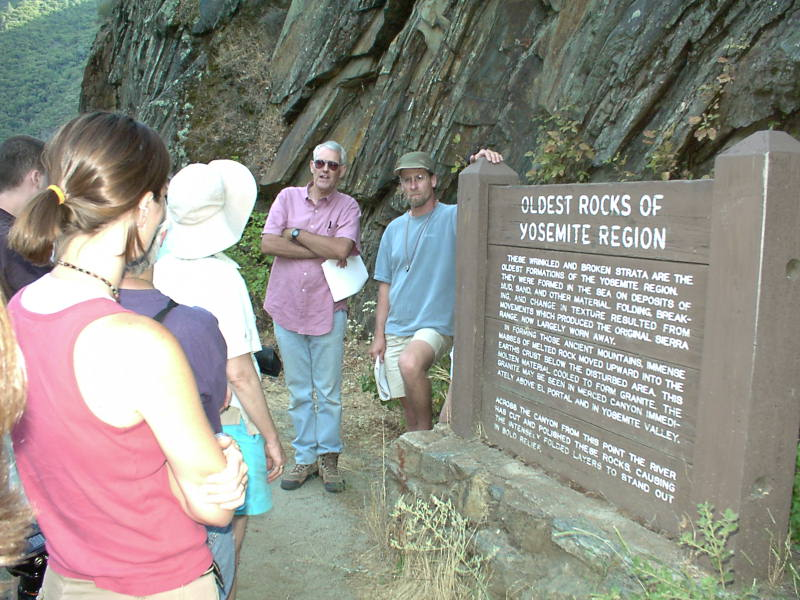 OLDEST ROCKS OF
YOSEMITE REGION
THESE WRINKLED AND BROKEN STRATA ARE THE
OLDEST FORMATIONS OF THE YOSEMITE REGION.
THEY WERE FORMED IN THE SEA ON DEPOSITS OF
MUD, SAND, AND OTHER MATERIAL. FOLDING, BREAK-
ING, AND CHANGE IN TEXTURE RESULTED FROM
MOVEMENTS WHICH PRODUCED THE ORIGINAL SIERRA
RANGE, NOW LARGELY WORN AWAY.
IN FORMING THOSE ANCIENT MOUNTAINS, IMMENSE
MASSES OF MELTED ROCK MOVED UPWARD INTO THE
EARTHS CRUST BELOW THE DISTURBED AREA. THIS
MOLTEN MATERIAL COOLED TO FORM GRANITE. THE
GRANITE MAY BE SEEN IN MERCED CANYON IMMEDI-
ATELY ABOVE EL PORTAL AND IN YOSEMITE VALLEY.
ACROSS THE CANYON FROM THIS POINT THE RIVER
HAS CUT AND POLISHED THESE ROCKS, CAUSING
THE INTENSELY FOLDED LAYERS TO STAND OUT
IN BOLD RELIEF.